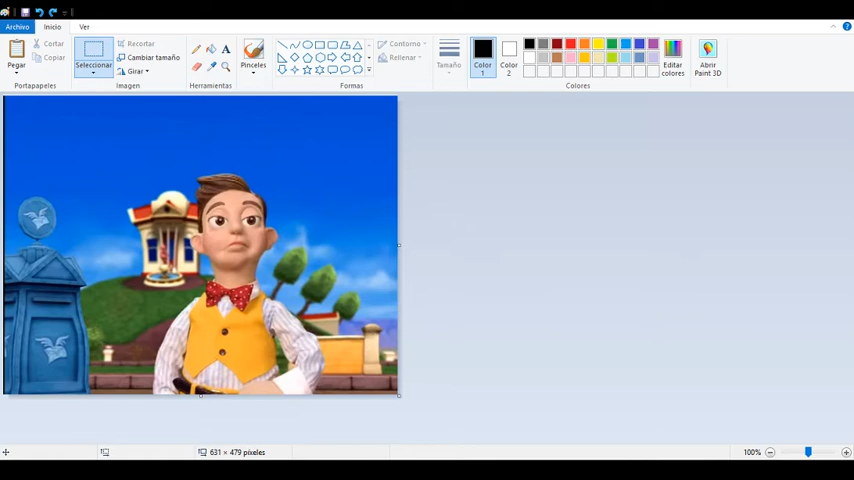 Archivo Inicio Ver
Pegar
Cortar
Copiar
Portapapeles
Seleccionar
Recortar
Cambiar tamaño
Girar
Imagen
A
Herramientas
Pinceles
Contorno
Rellenar
Formas
Tamaño
Color
1
Color
2
Editar
colores
Colores
Abrir
Paint 3D
631 × 479 píxeles
100%